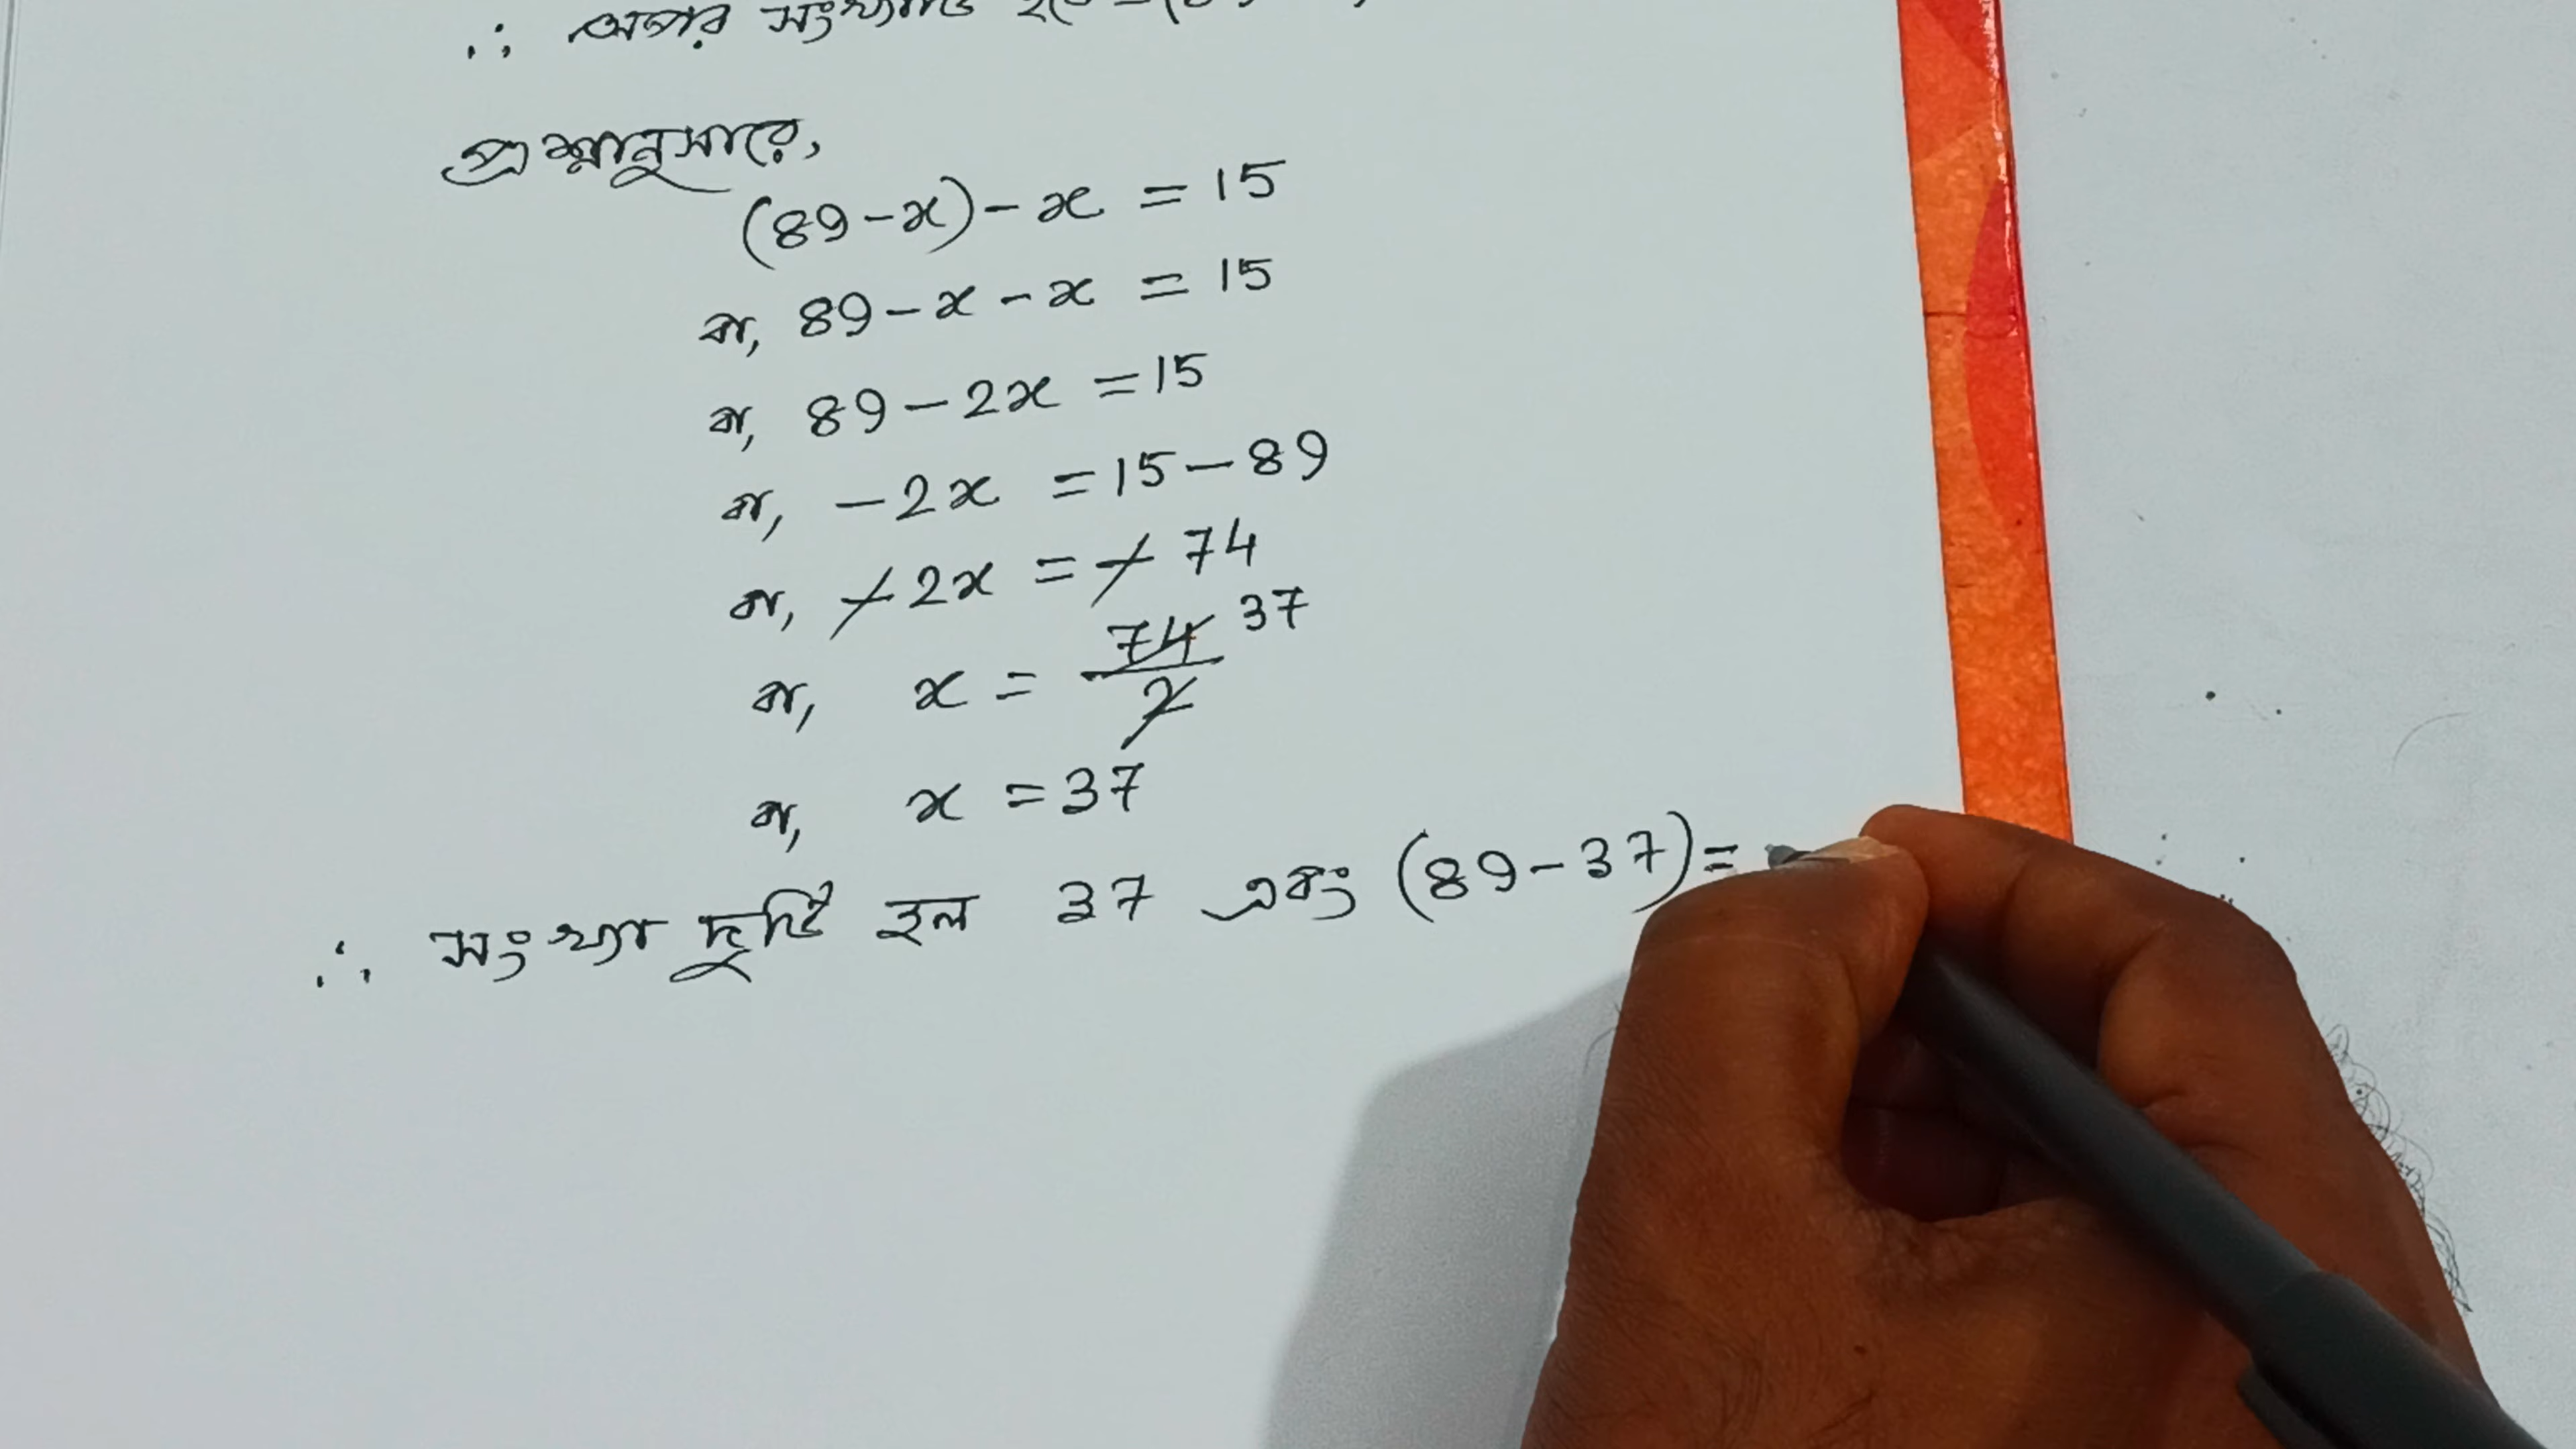 ∴ অপর সংখ্যাটি
প্রশ্নানুসারে,
(89-x)-x = 15
বা, 89-x-x = 15
বা, 89-2x = 15
বা, -2x = 15-89
বা, -2x = -74
বা, x = 74/2 37
বা, x = 37
∴ সংখ্যা দুটি হল 37 এবং (89-37)=